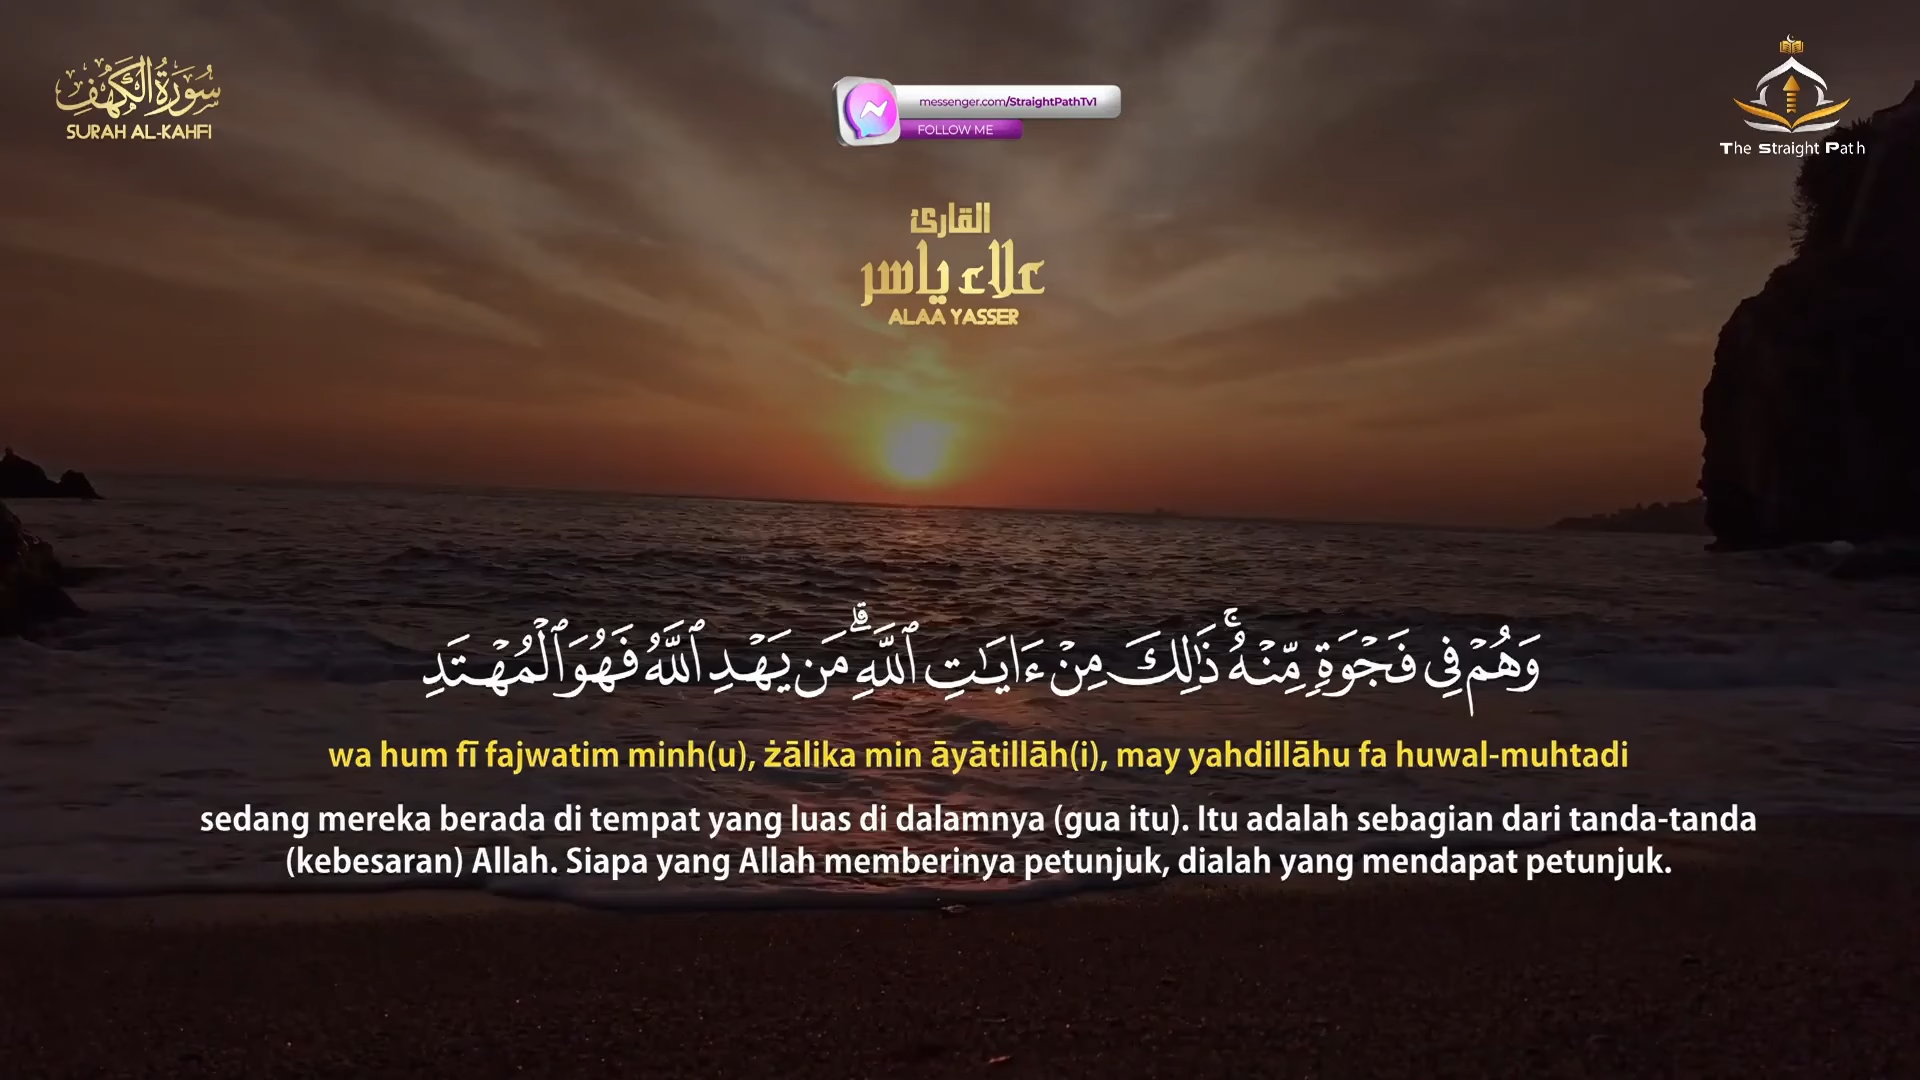 سُورَةُ الْكَهْفِ
SURAH AL-KAHFI
messenger.com/StraightPathTv1
FOLLOW ME
The Straight Path
القارئ
علاء ياسر
ALAA YASSER
وَهُمۡ فِي فَجۡوَةٖ مِّنۡهُۚ ذَٰلِكَ مِنۡ ءَايَٰتِ ٱللَّهِۗ مَن يَهۡدِ ٱللَّهُ فَهُوَ ٱلۡمُهۡتَدِ
wa hum fī fajwatim minh(u), żālika min āyātillāh(i), may yahdillāhu fa huwal-muhtadi
sedang mereka berada di tempat yang luas di dalamnya (gua itu). Itu adalah sebagian dari tanda-tanda
(kebesaran) Allah. Siapa yang Allah memberinya petunjuk, dialah yang mendapat petunjuk.